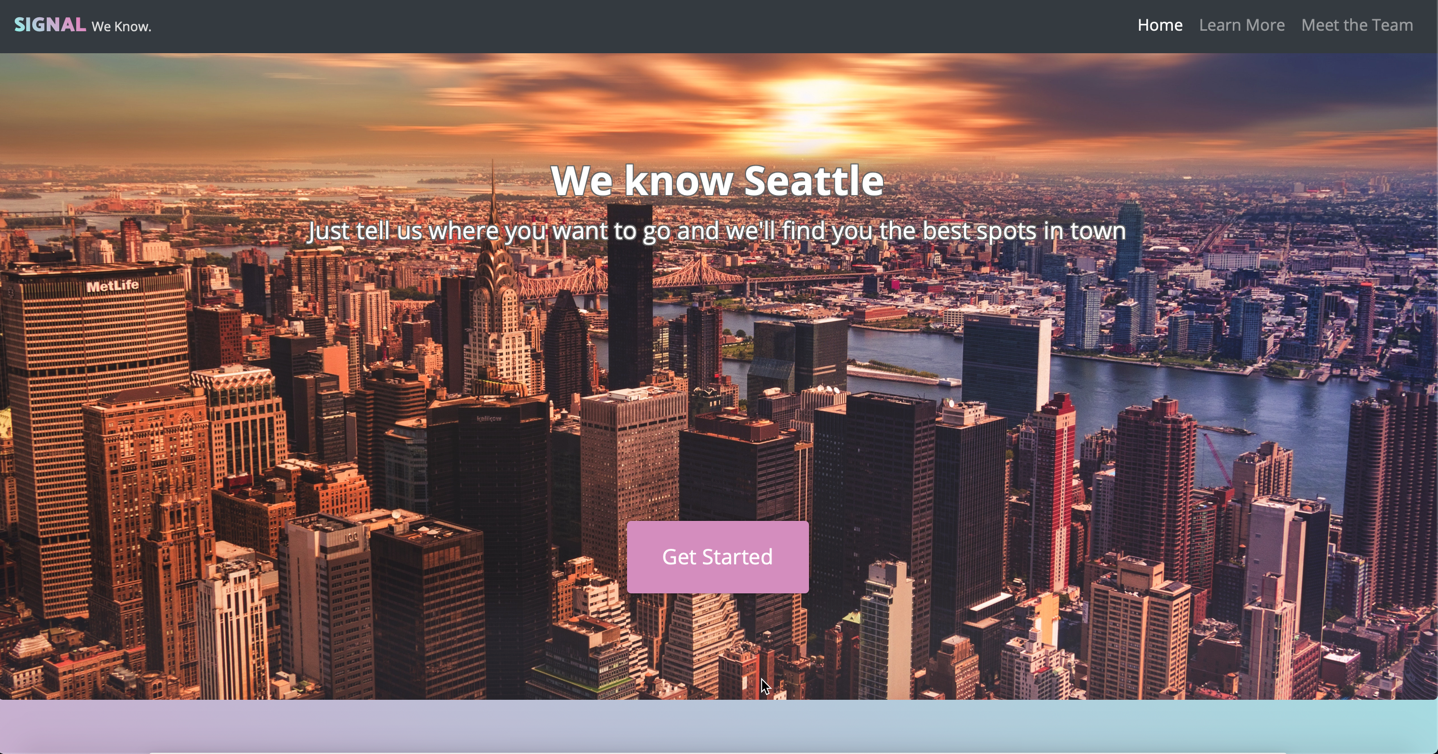 SIGNAL We Know.
Home Learn More Meet the Team
We know Seattle
Just tell us where you want to go and we'll find you the best spots in town
MetLife
Get Started